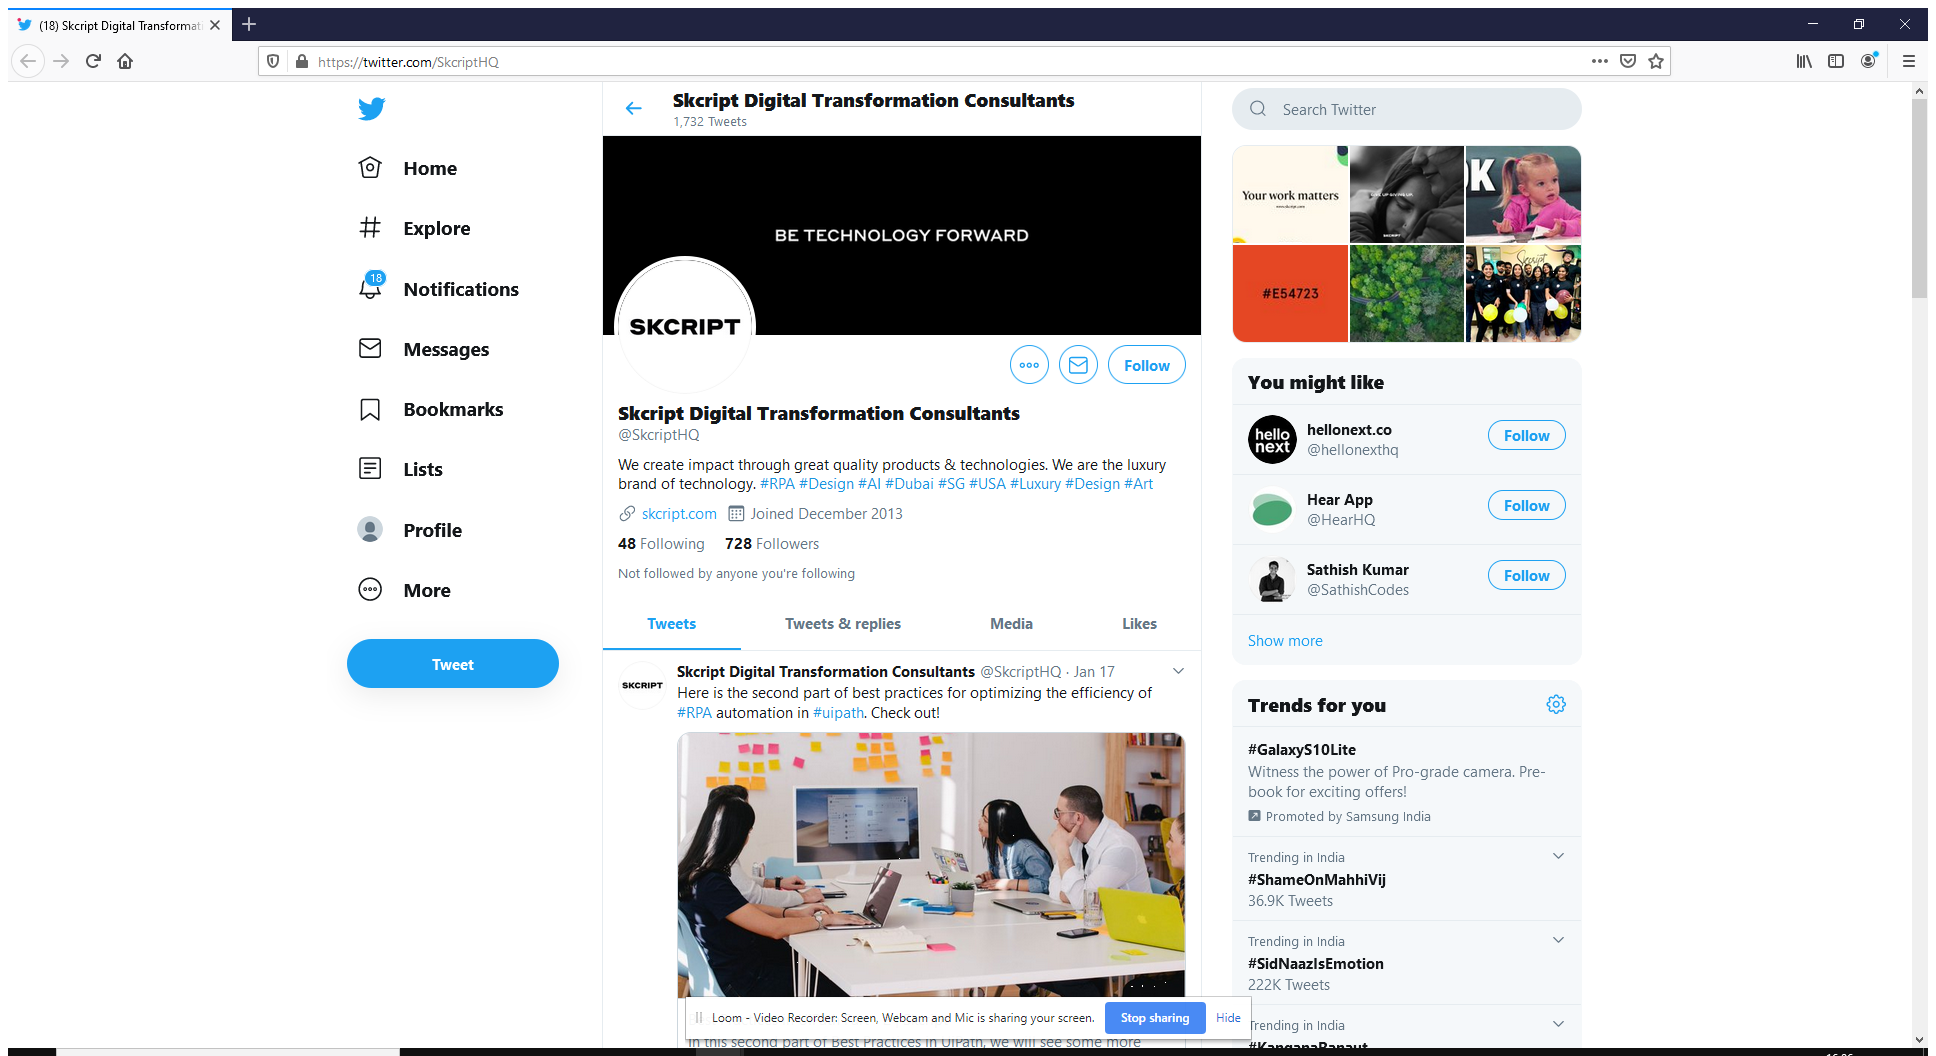 (18) Skcript Digital Transformati
https://twitter.com/SkcriptHQ
Home
Explore
18
Notifications
Messages
Bookmarks
Lists
Profile
More
Tweet
Skcript Digital Transformation Consultants
1,732 Tweets
BE TECHNOLOGY FORWARD
SKCRIPT
Follow
Skcript Digital Transformation Consultants
@SkcriptHQ
We create impact through great quality products & technologies. We are the luxury
brand of technology. #RPA #Design #AI #Dubai #SG #USA #Luxury #Design #Art
skcript.com Joined December 2013
48 Following 728 Followers
Not followed by anyone you're following
Tweets Tweets & replies Media Likes
SKCRIPT
Skcript Digital Transformation Consultants @SkcriptHQ · Jan 17
Here is the second part of best practices for optimizing the efficiency of
#RPA automation in #uipath. Check out!
Loom - Video Recorder: Screen, Webcam and Mic is sharing your screen. Stop sharing Hide
In this second part of Best Practices in UiPath, we will see some more
Search Twitter
Your work matters
www.skcript.com
SKCRIPT
OK
#E54723
Skcript
You might like
hello
next
hellonext.co
@hellonexthq
Follow
Hear App
@HearHQ
Follow
Sathish Kumar
@SathishCodes
Follow
Show more
Trends for you
#GalaxyS10Lite
Witness the power of Pro-grade camera. Pre-
book for exciting offers!
Promoted by Samsung India
Trending in India
#ShameOnMahhiVij
36.9K Tweets
Trending in India
#SidNaazIsEmotion
222K Tweets
Trending in India
#KanganaRanaut